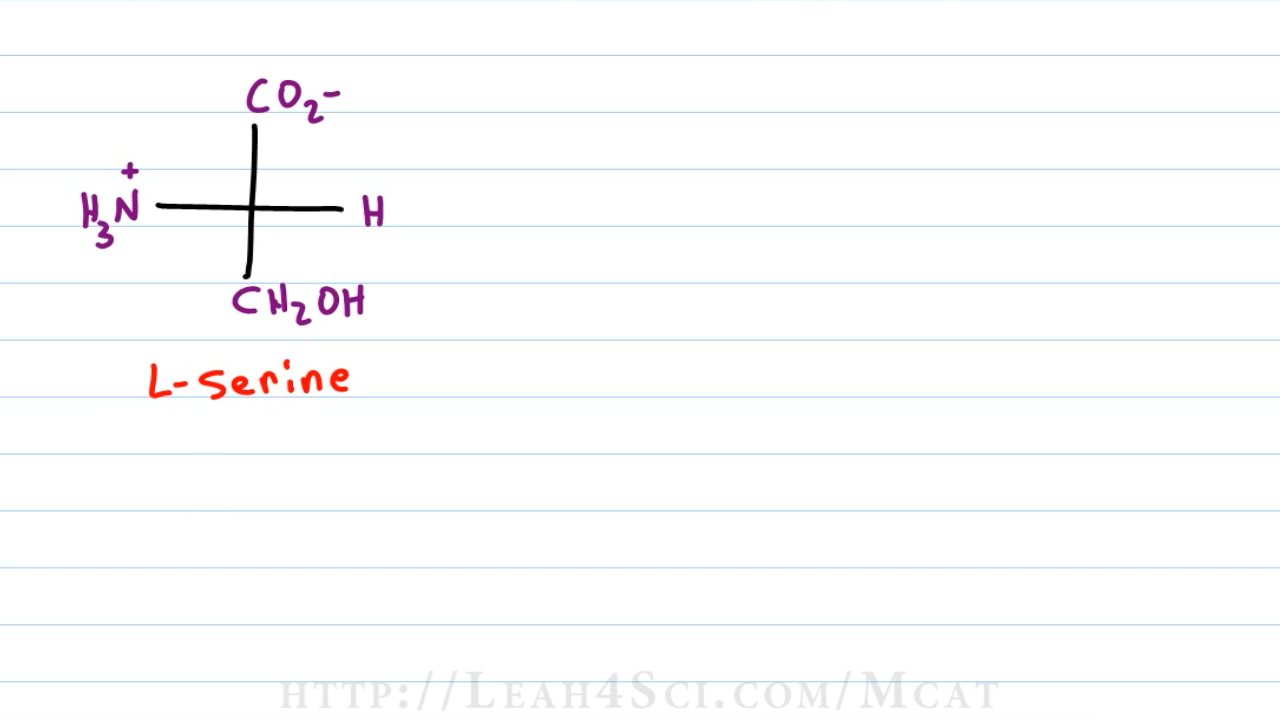 CO2-
+
H3N H
CH2OH
L-serine
HTTP://LEAH4SCI.COM/MCAT